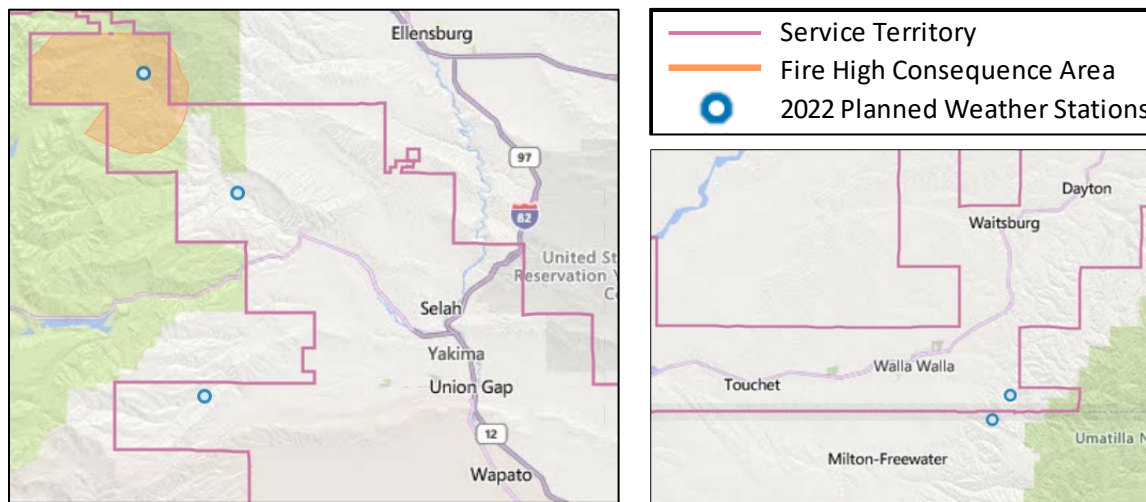 Ellensburg
97
82
United St
Reservation Y
Co
Selah
Yakima
Union Gap
12
Wapato
Service Territory
Fire High Consequence Area
2022 Planned Weather Stations
Dayton
Waitsburg
Walla Walla
Touchet
Umatilla N
Milton-Freewater